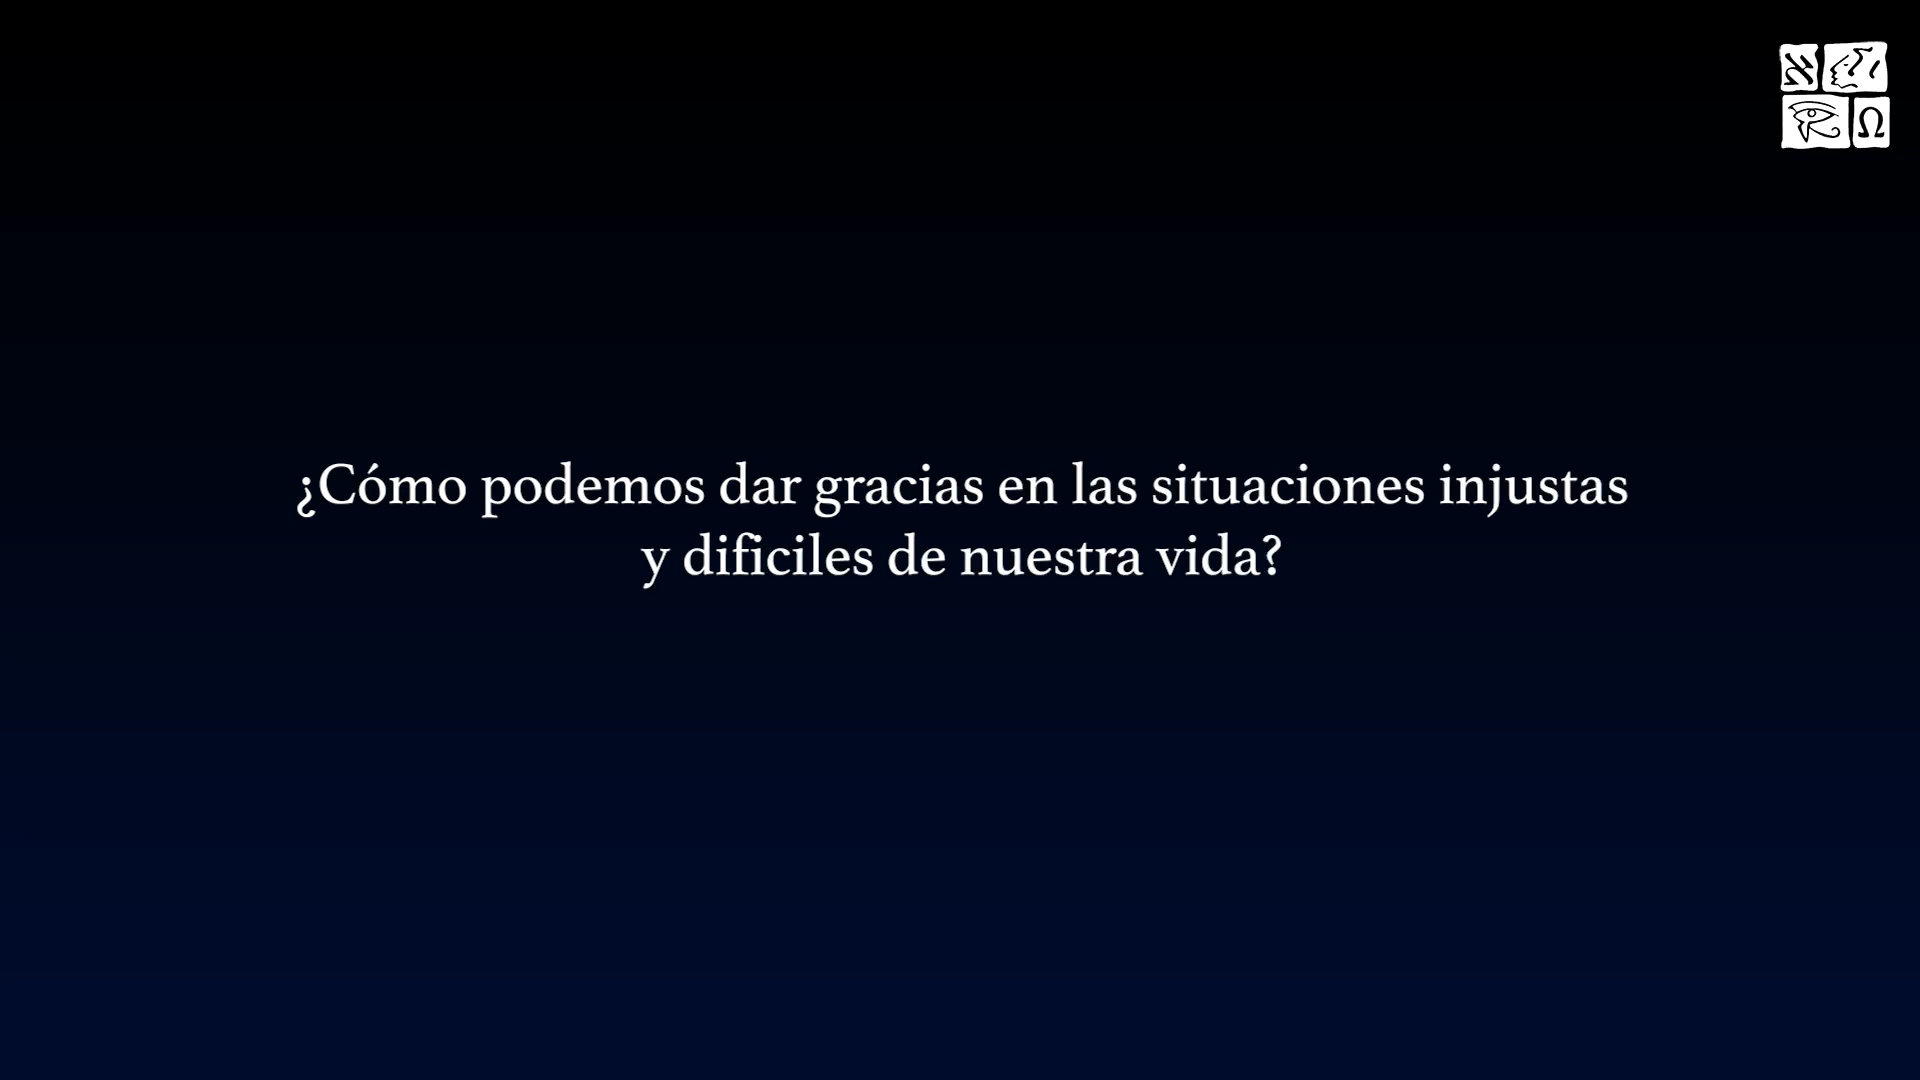 ¿Cómo podemos dar gracias en las situaciones injustas
y dificiles de nuestra vida?